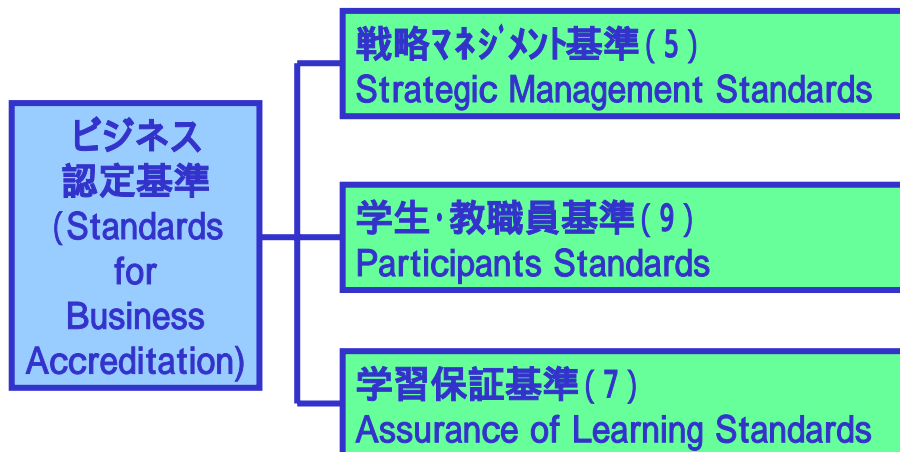 ビジネス
認定基準
(Standards
for
Business
Accreditation)
戦略ﾏﾈｼﾞﾒﾝﾄ基準(5)
Strategic Management Standards
学生･教職員基準(9)
Participants Standards
学習保証基準(7)
Assurance of Learning Standards